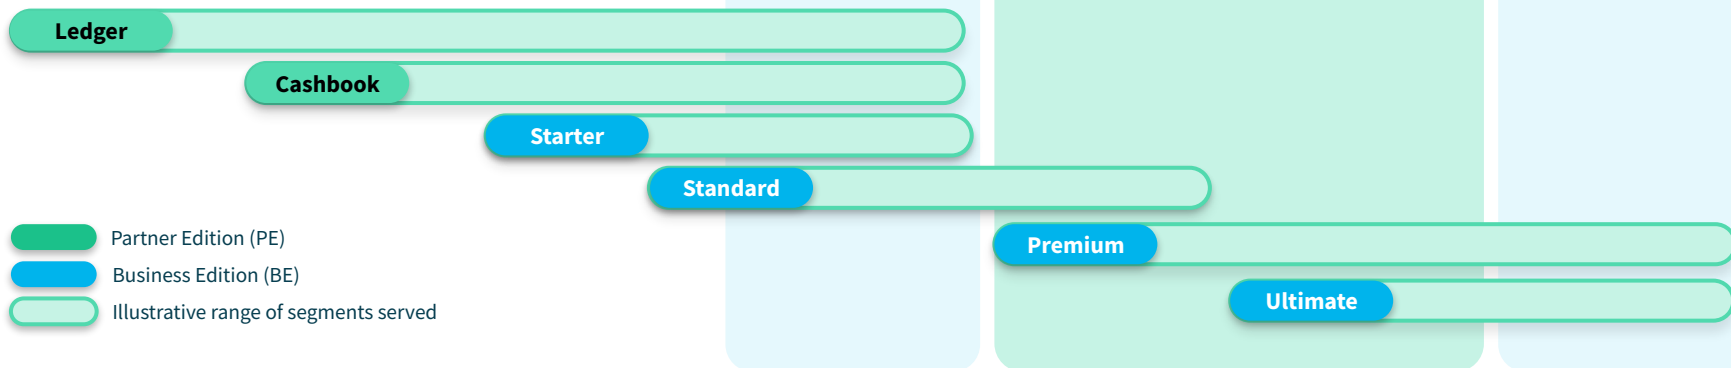 Ledger
Cashbook
Starter
Standard
Premium
Ultimate
Partner Edition (PE)
Business Edition (BE)
Illustrative range of segments served